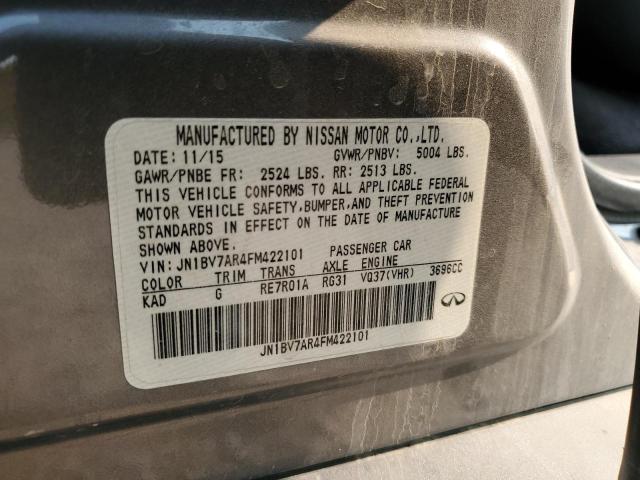 MANUFACTURED BY NISSAN MOTOR CO.,LTD.
DATE: 11/15 GVWR/PNBV: 5004 LBS.
GAWR/PNBE FR: 2524 LBS. RR: 2513 LBS.
THIS VEHICLE CONFORMS TO ALL APPLICABLE FEDERAL
MOTOR VEHICLE SAFETY,BUMPER,AND THEFT PREVENTION
STANDARDS IN EFFECT ON THE DATE OF MANUFACTURE
SHOWN ABOVE.
VIN: JN1BV7AR4FM422101 PASSENGER CAR
COLOR TRIM TRANS AXLE ENGINE
KAD G RE7R01A RG31 VQ37(VHR) 3696CC
JN1BV7AR4FM422101